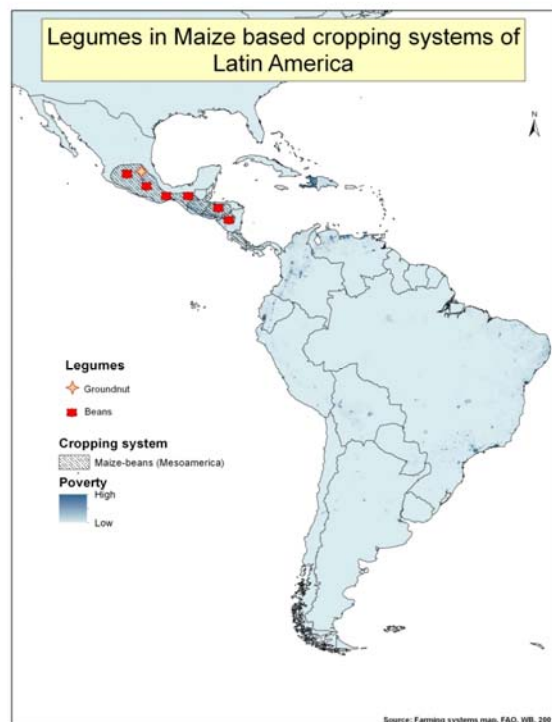 Legumes in Maize based cropping systems of
Latin America
N
Legumes
Groundnut
Beans
Cropping system
Maize-beans (Mesoamerica)
Poverty
High
Low
Source: Farming systems map, FAO, WB, 200